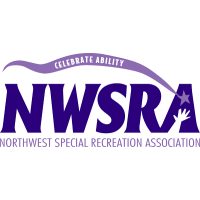 CELEBRATE ABILITY
NWSRA
NORTHWEST SPECIAL RECREATION ASSOCIATION